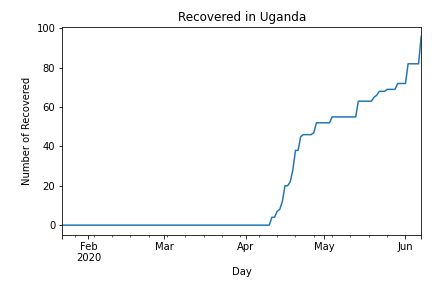 Recovered in Uganda
100
80
60
40
20
0
Number of Recovered
Feb
2020
Mar
Apr
May
Jun
Day